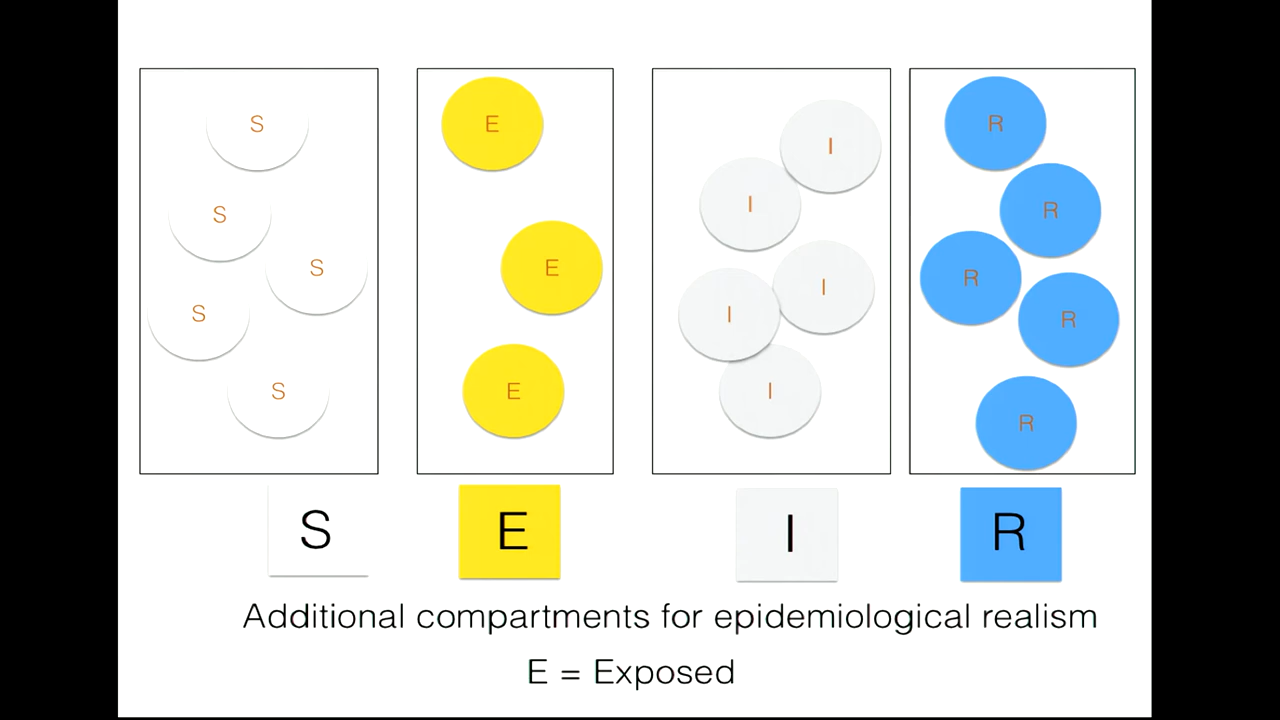 S
S
S
S
S
E
E
E
I
I
I
I
I
R
R
R
R
R
S E I R
Additional compartments for epidemiological realism
E = Exposed